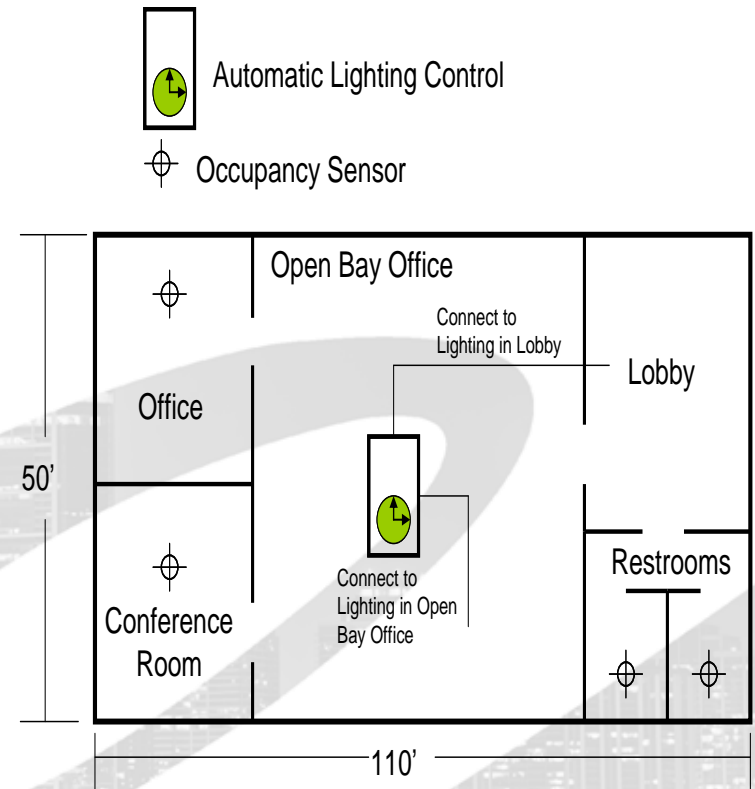 Automatic Lighting Control
Occupancy Sensor
Open Bay Office
Connect to
Lighting in Lobby
Lobby
Office
50’
Connect to
Lighting in Open
Bay Office
Restrooms
Conference
Room
110’